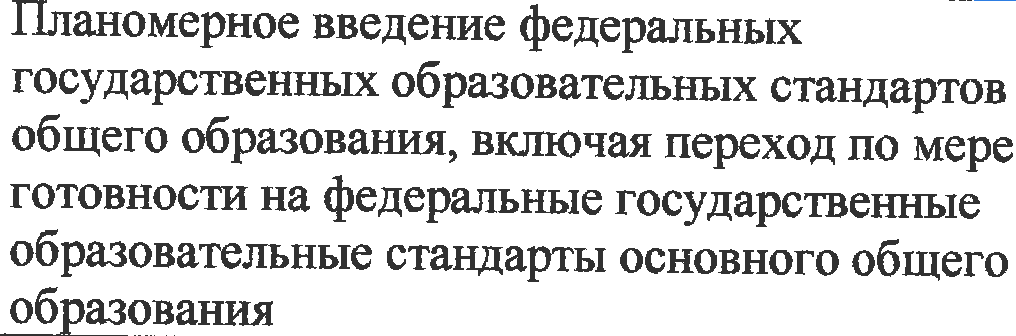 Планомерное введение федеральных
государственных образовательных стандартов
общего образования, включая переход по мере
готовности на федеральные государственные
образовательные стандарты основного общего
образования